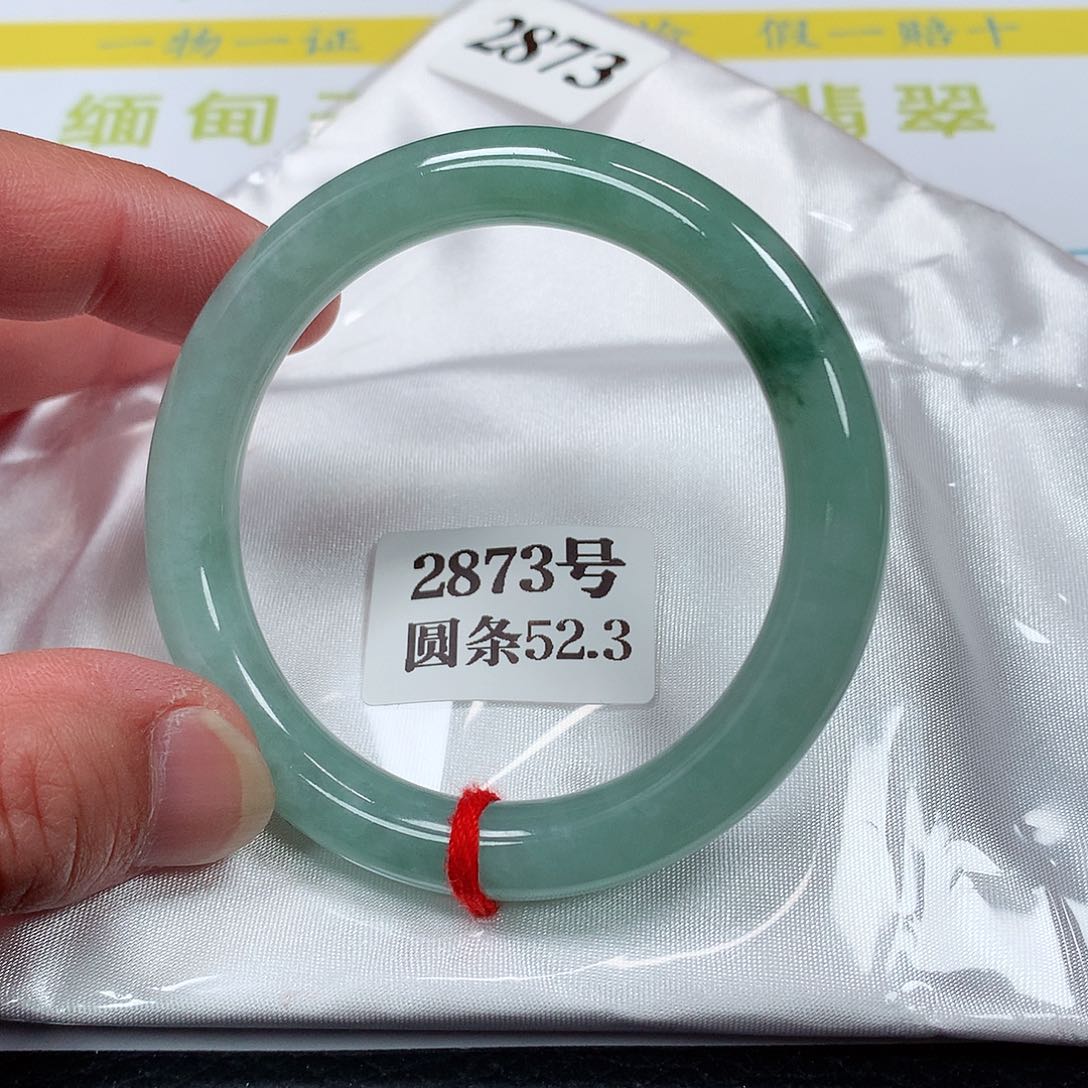 一物一证 假一赔十
2873
缅甸 翡翠
2873号
圆条52.3